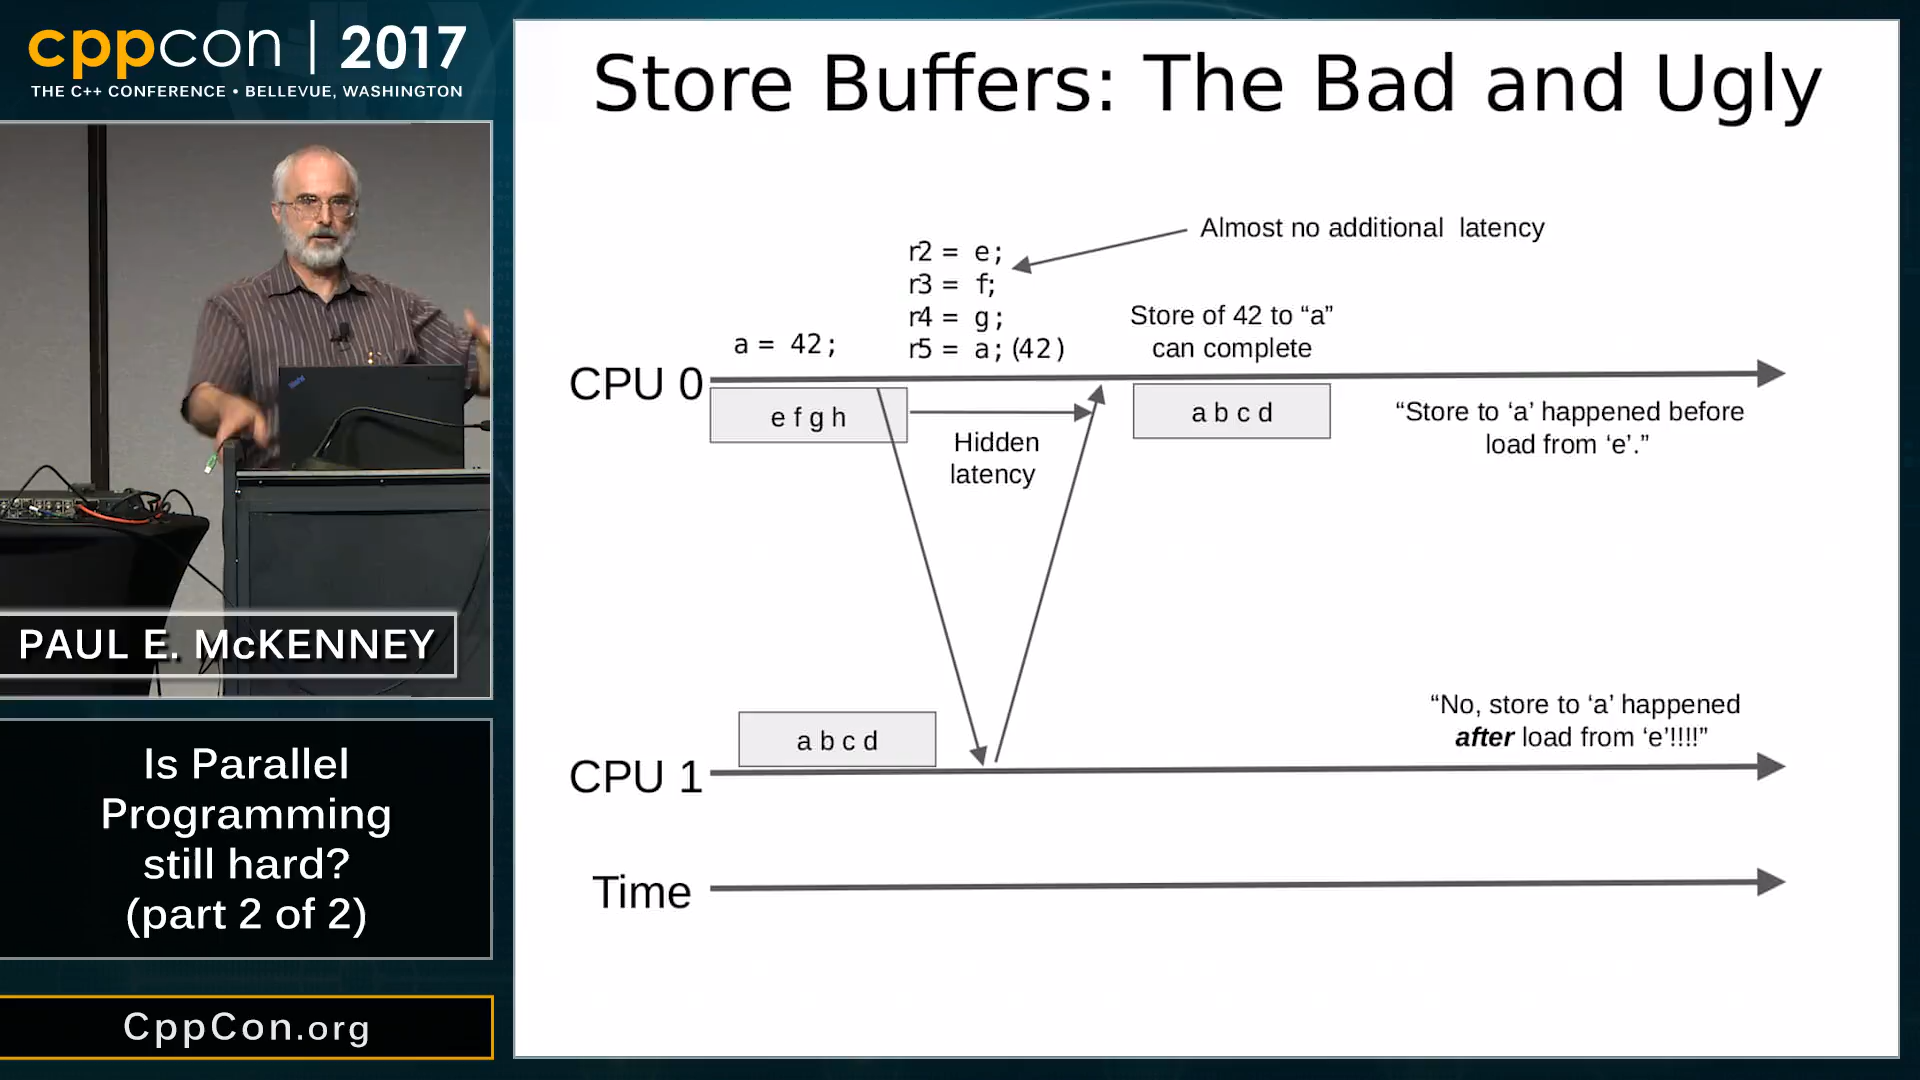 cppcon | 2017
THE C++ CONFERENCE • BELLEVUE, WASHINGTON
PAUL E. McKENNEY
Is Parallel
Programming
still hard?
(part 2 of 2)
CppCon.org
Store Buffers: The Bad and Ugly
Almost no additional latency
r2 = e;
r3 = f;
r4 = g;
r5 = a; (42)
a = 42;
Store of 42 to “a”
can complete
CPU 0
e f g h
Hidden
latency
a b c d
“Store to ‘a’ happened before
load from ‘e’.”
a b c d
“No, store to ‘a’ happened
after load from ‘e’!!!!”
CPU 1
Time